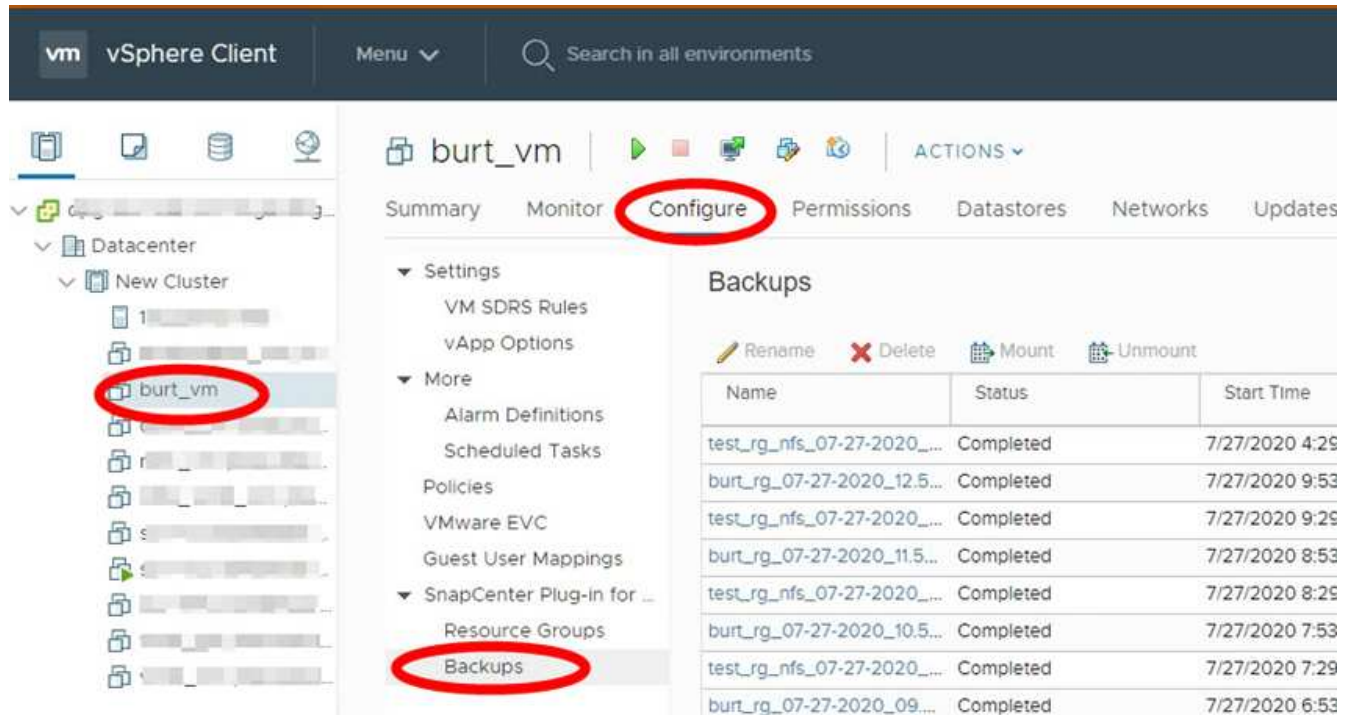 vm vSphere Client Menu Search in all environments
burt_vm ACTIONS
Summary Monitor Configure Permissions Datastores Networks Updates
Datacenter
New Cluster
burt_vm
Settings
VM SDRS Rules
vApp Options
More
Alarm Definitions
Scheduled Tasks
Policies
VMware EVC
Guest User Mappings
SnapCenter Plug-in for ...
Resource Groups
Backups
Backups
Rename Delete Mount Unmount
Name Status Start Time
test_rg_nfs_07-27-2020_... Completed 7/27/2020 4:29
burt_rg_07-27-2020_12.5... Completed 7/27/2020 9:53
test_rg_nfs_07-27-2020_... Completed 7/27/2020 9:29
burt_rg_07-27-2020_11.5... Completed 7/27/2020 8:53
test_rg_nfs_07-27-2020_... Completed 7/27/2020 8:29
burt_rg_07-27-2020_10.5... Completed 7/27/2020 7:53
test_rg_nfs_07-27-2020_... Completed 7/27/2020 7:29
burt_rg_07-27-2020_09.... Completed 7/27/2020 6:53